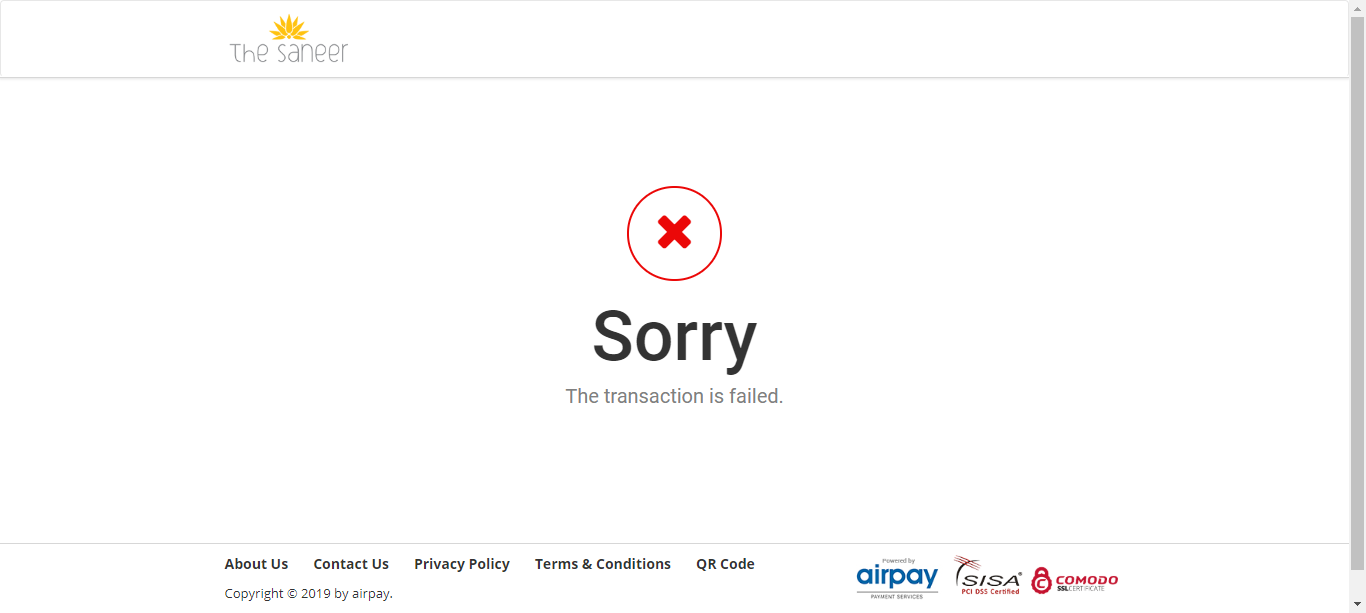 The saneer
Sorry
The transaction is failed.
About Us Contact Us Privacy Policy Terms & Conditions QR Code
Copyright © 2019 by airpay.
Powered by
airpay
PAYMENT SERVICES
SISA
PCI DSS Certified
COMODO
SSL CERTIFICATE